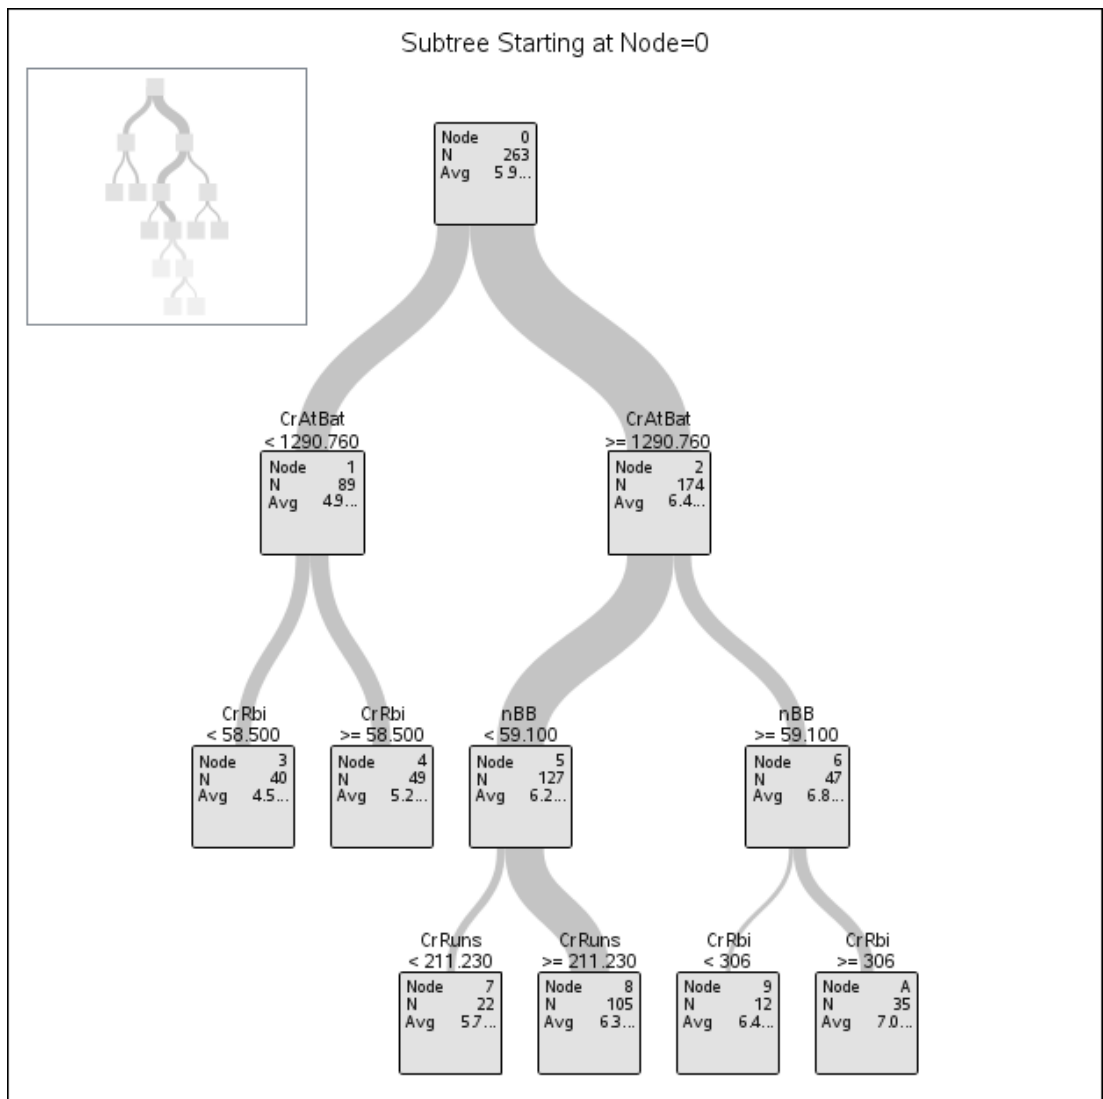 Subtree Starting at Node=0
Node 0
N 263
Avg 5.9...
CrAtBat
< 1290.760
Node 1
N 89
Avg 4.9...
CrAtBat
>= 1290.760
Node 2
N 174
Avg 6.4...
CrRbi
< 58.500
Node 3
N 40
Avg 4.5...
CrRbi
>= 58.500
Node 4
N 49
Avg 5.2...
nBB
< 59.100
Node 5
N 127
Avg 6.2...
nBB
>= 59.100
Node 6
N 47
Avg 6.8...
CrRuns
< 211.230
Node 7
N 22
Avg 5.7...
CrRuns
>= 211.230
Node 8
N 105
Avg 6.3...
CrRbi
< 306
Node 9
N 12
Avg 6.4...
CrRbi
>= 306
Node A
N 35
Avg 7.0...